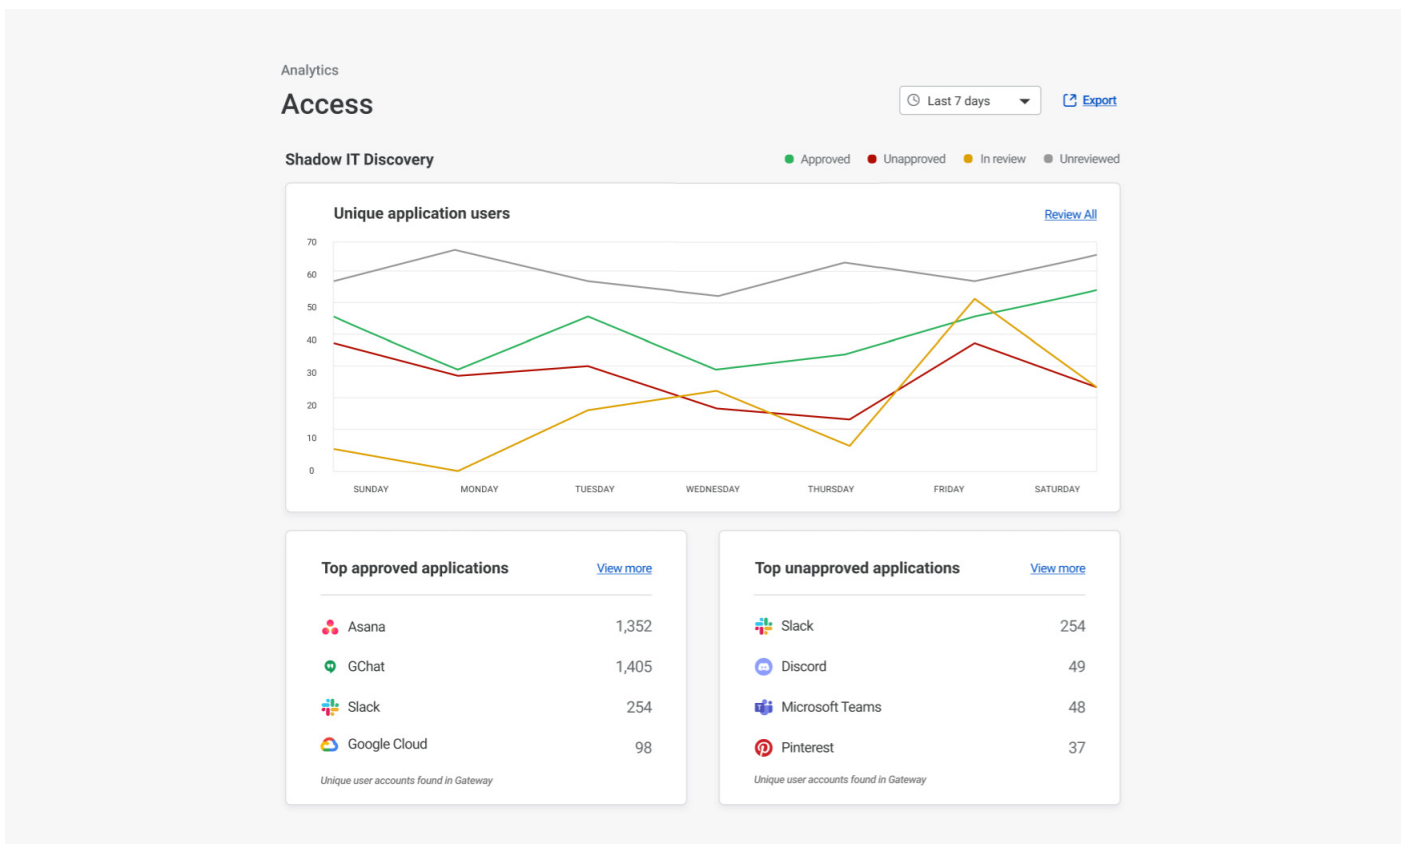 Analytics
Access
Last 7 days
Export
Shadow IT Discovery
Approved Unapproved In review Unreviewed
Unique application users
Review All
70
60
50
40
30
20
10
0
SUNDAY MONDAY TUESDAY WEDNESDAY THURSDAY FRIDAY SATURDAY
Top approved applications
View more
Asana 1,352
GChat 1,405
Slack 254
Google Cloud 98
Unique user accounts found in Gateway
Top unapproved applications
View more
Slack 254
Discord 49
Microsoft Teams 48
Pinterest 37
Unique user accounts found in Gateway